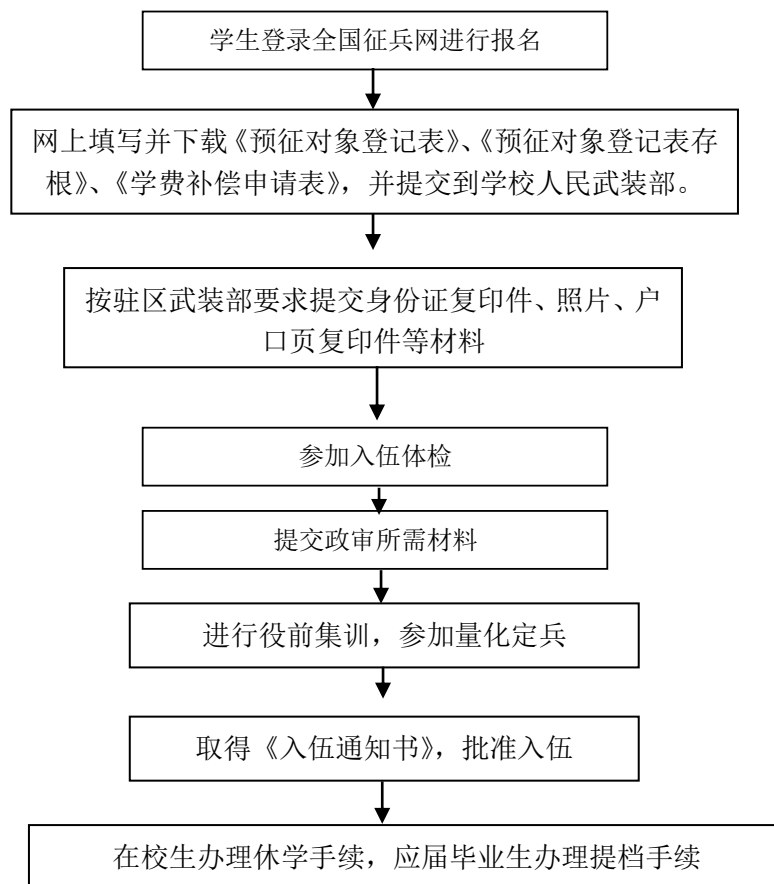 学生登录全国征兵网进行报名
网上填写并下载《预征对象登记表》、《预征对象登记表存
根》、《学费补偿申请表》，并提交到学校人民武装部。
按驻区武装部要求提交身份证复印件、照片、户
口页复印件等材料
参加入伍体检
提交政审所需材料
进行役前集训，参加量化定兵
取得《入伍通知书》，批准入伍
在校生办理休学手续，应届毕业生办理提档手续